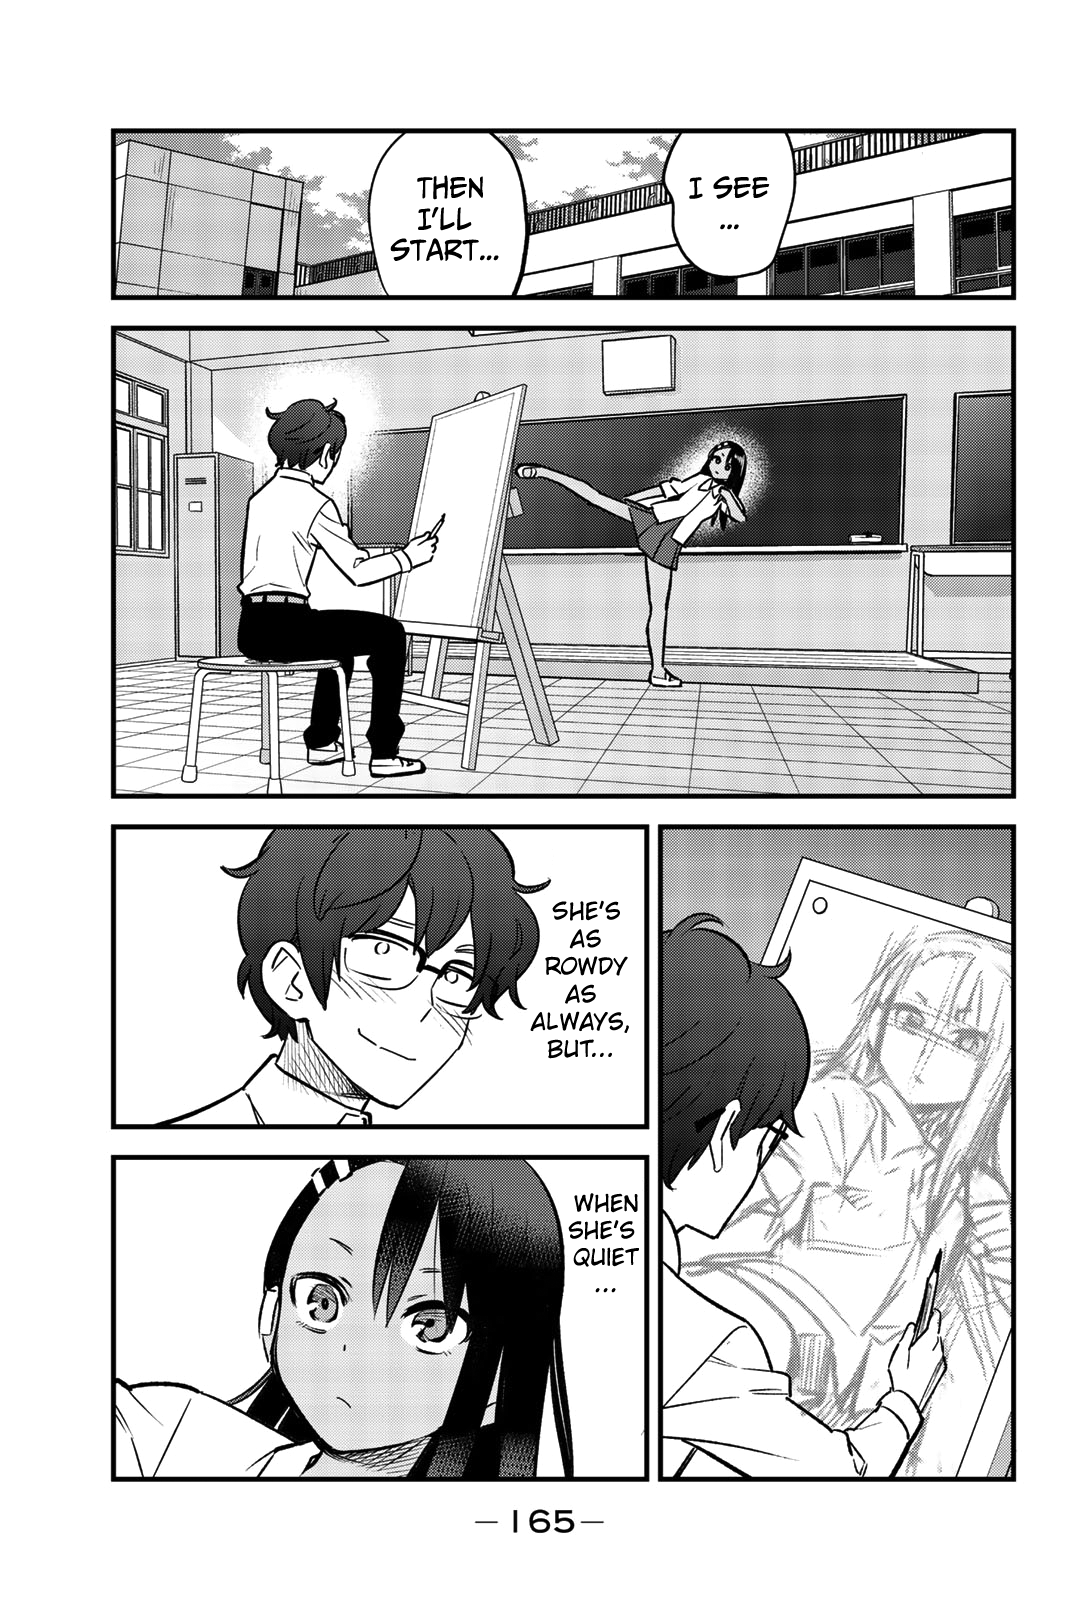 I SEE
...
THEN
I'LL
START...
SHE'S
AS
ROWDY
AS
ALWAYS,
BUT...
WHEN
SHE'S
QUIET
...
—165—